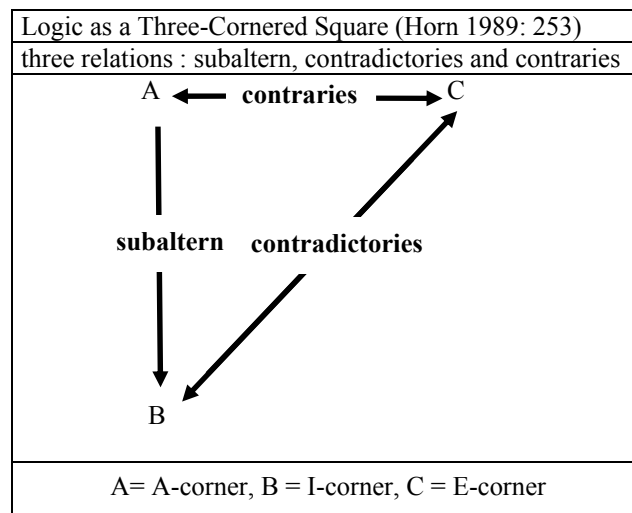 Logic as a Three-Cornered Square (Horn 1989: 253)
three relations : subaltern, contradictories and contraries
A contraries C
subaltern contradictories
B
A= A-corner, B = I-corner, C = E-corner